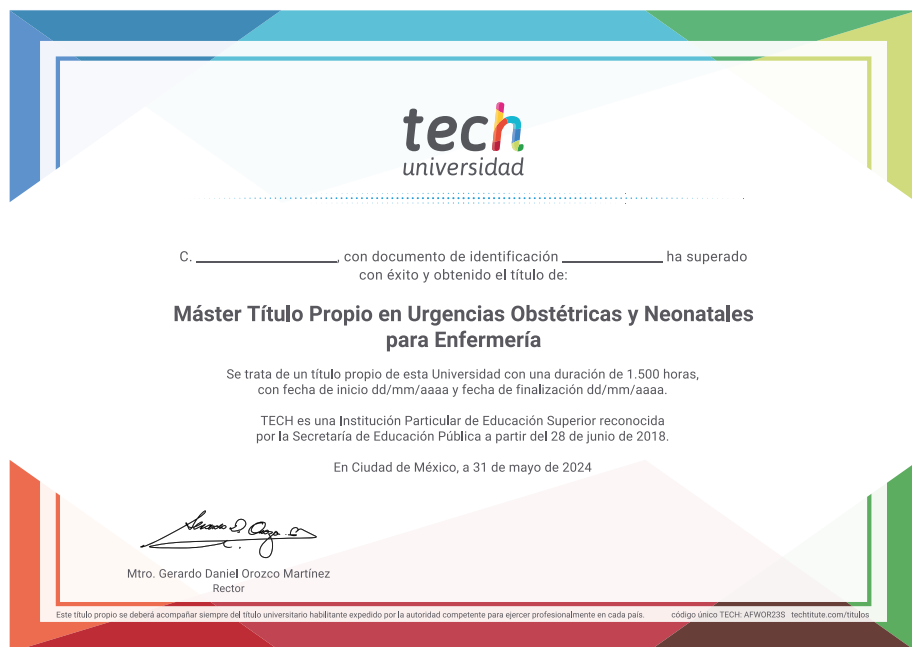 tech
universidad
C. ____________________, con documento de identificación ______________ ha superado
con éxito y obtenido el título de:
Máster Título Propio en Urgencias Obstétricas y Neonatales
para Enfermería
Se trata de un título propio de esta Universidad con una duración de 1.500 horas,
con fecha de inicio dd/mm/aaaa y fecha de finalización dd/mm/aaaa.
TECH es una Institución Particular de Educación Superior reconocida
por la Secretaría de Educación Pública a partir del 28 de junio de 2018.
En Ciudad de México, a 31 de mayo de 2024
Mtro. Gerardo Daniel Orozco Martínez
Rector
Este título propio se deberá acompañar siempre del título universitario habilitante expedido por la autoridad competente para ejercer profesionalmente en cada país. código único TECH: AFWOR23S techtitute.com/titulos